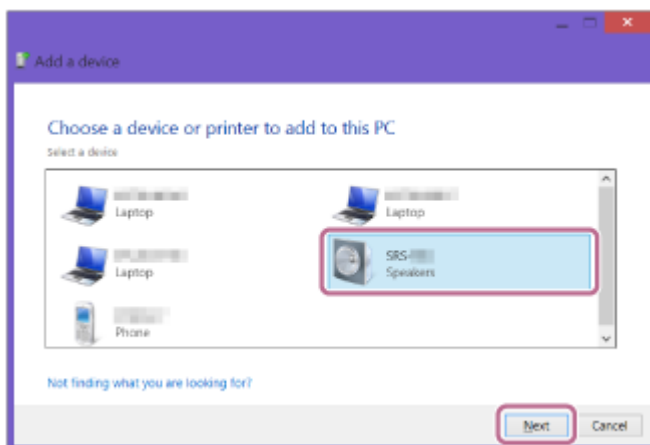 Add a device
Choose a device or printer to add to this PC
Select a device
Laptop
Laptop
Laptop
SRS-
Speakers
Phone
Not finding what you are looking for?
Next
Cancel